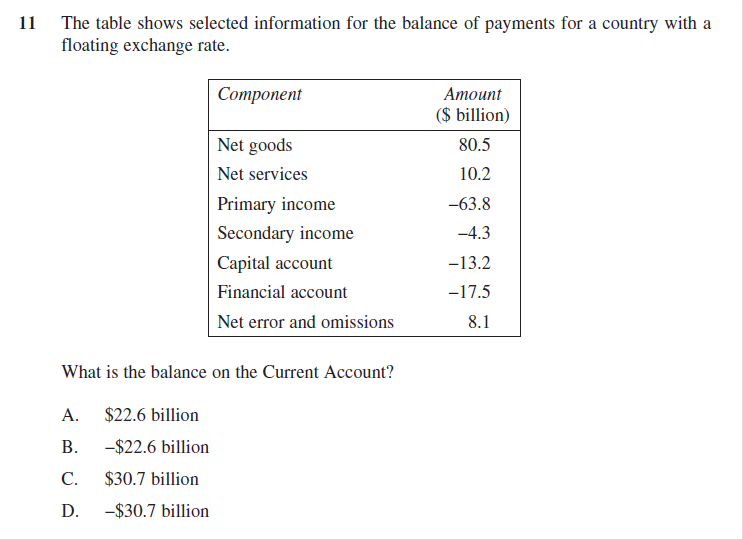 11 The table shows selected information for the balance of payments for a country with a
floating exchange rate.
Component Amount
($ billion)
Net goods 80.5
Net services 10.2
Primary income –63.8
Secondary income –4.3
Capital account –13.2
Financial account –17.5
Net error and omissions 8.1
What is the balance on the Current Account?
A. $22.6 billion
B. –$22.6 billion
C. $30.7 billion
D. –$30.7 billion